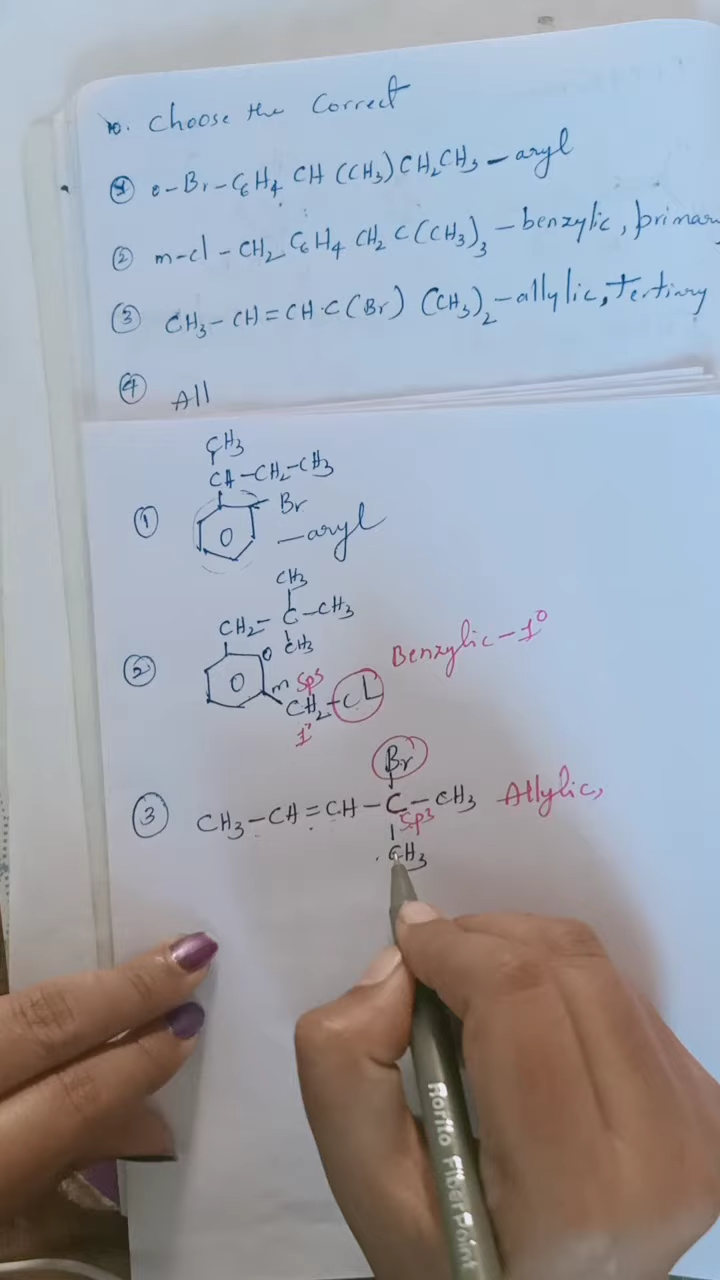 10. Choose the Correct
① o-Br-C6H4 CH (CH3) CH2CH3 - aryl
② m-cl-CH2 C6H4 CH2 C(CH3)3 - benzylic, primary
③ CH3-CH=CH·C(Br) (CH3)2 - allylic, Tertiary
④ All
CH3
CH-CH2-CH3
Br
① - aryl
CH3
CH2-C-CH3
CH3
o
② m sp3 Benzylic-1°
CH2-CL
1°
Br
③ CH3-CH=CH-C-CH3 Allylic,
sp3
CH3
Rorito FiberPoint